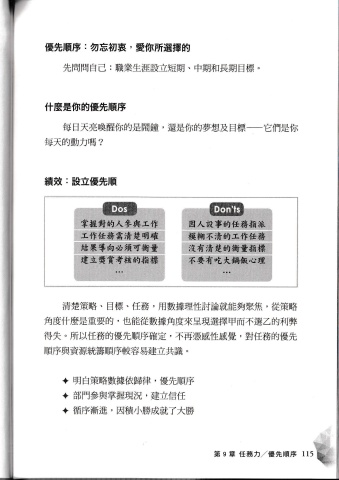 優先順序：勿忘初衷，愛你所選擇的
先問問自己：職業生涯設立短期、中期和長期目標。
什麼是你的優先順序
每日天亮喚醒你的是鬧鐘，還是你的夢想及目標——它們是你
每天的動力嗎？
績效：設立優先順
Dos
掌握對的人參與工作
工作任務需清楚明確
結果導向必須可衡量
建立獎賞考核的指標
…
Don'ts
因人設事的任務指派
模糊不清的工作任務
沒有清楚的衡量指標
不要有吃大鍋飯心理
…
清楚策略、目標、任務，用數據理性討論就能夠聚焦，從策略
角度什麼是重要的，也能從數據角度來呈現選擇甲而不選乙的利弊
得失。所以任務的優先順序確定，不再憑感性感覺，對任務的優先
順序與資源統籌順序較容易建立共識。
✦ 明白策略數據依歸律，優先順序
✦ 部門參與掌握現況，建立信任
✦ 循序漸進，因積小勝成就了大勝
第 9 章 任務力／優先順序 115